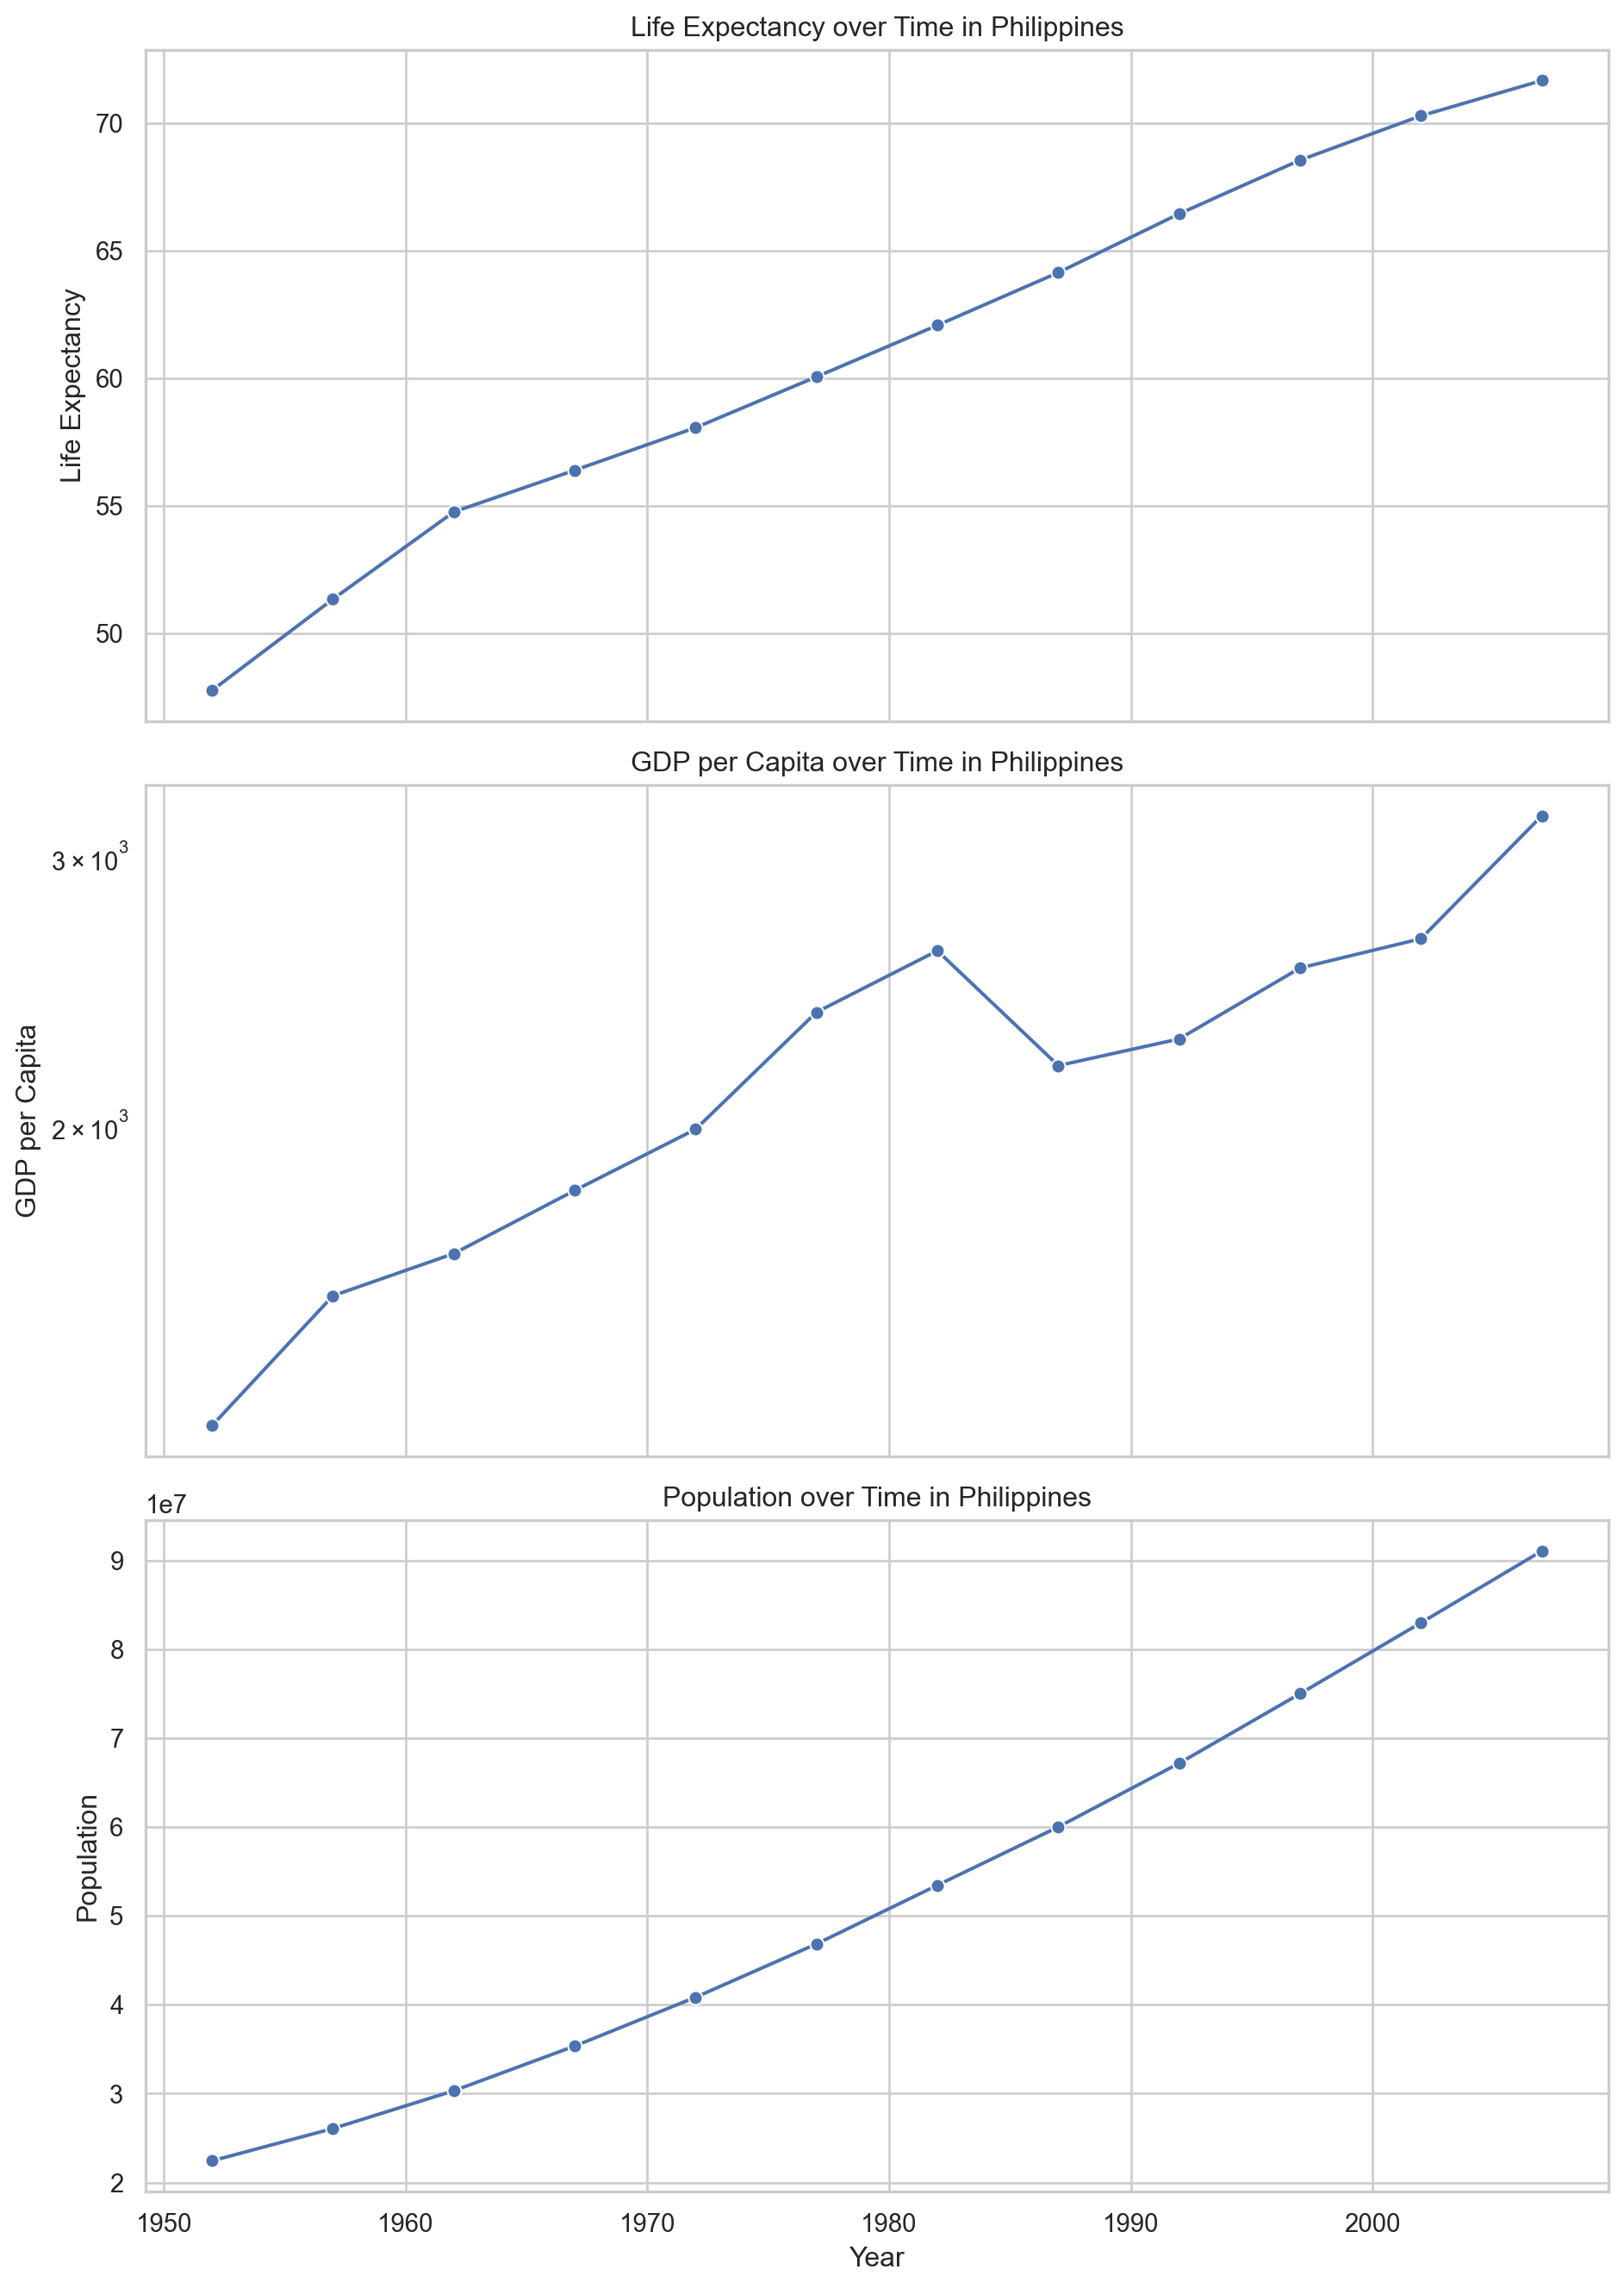 Life Expectancy over Time in Philippines
70
65
60
55
50
Life Expectancy
GDP per Capita over Time in Philippines
3 × 10³
2 × 10³
GDP per Capita
Population over Time in Philippines
1e7
9
8
7
6
5
4
3
2
Population
1950 1960 1970 1980 1990 2000
Year